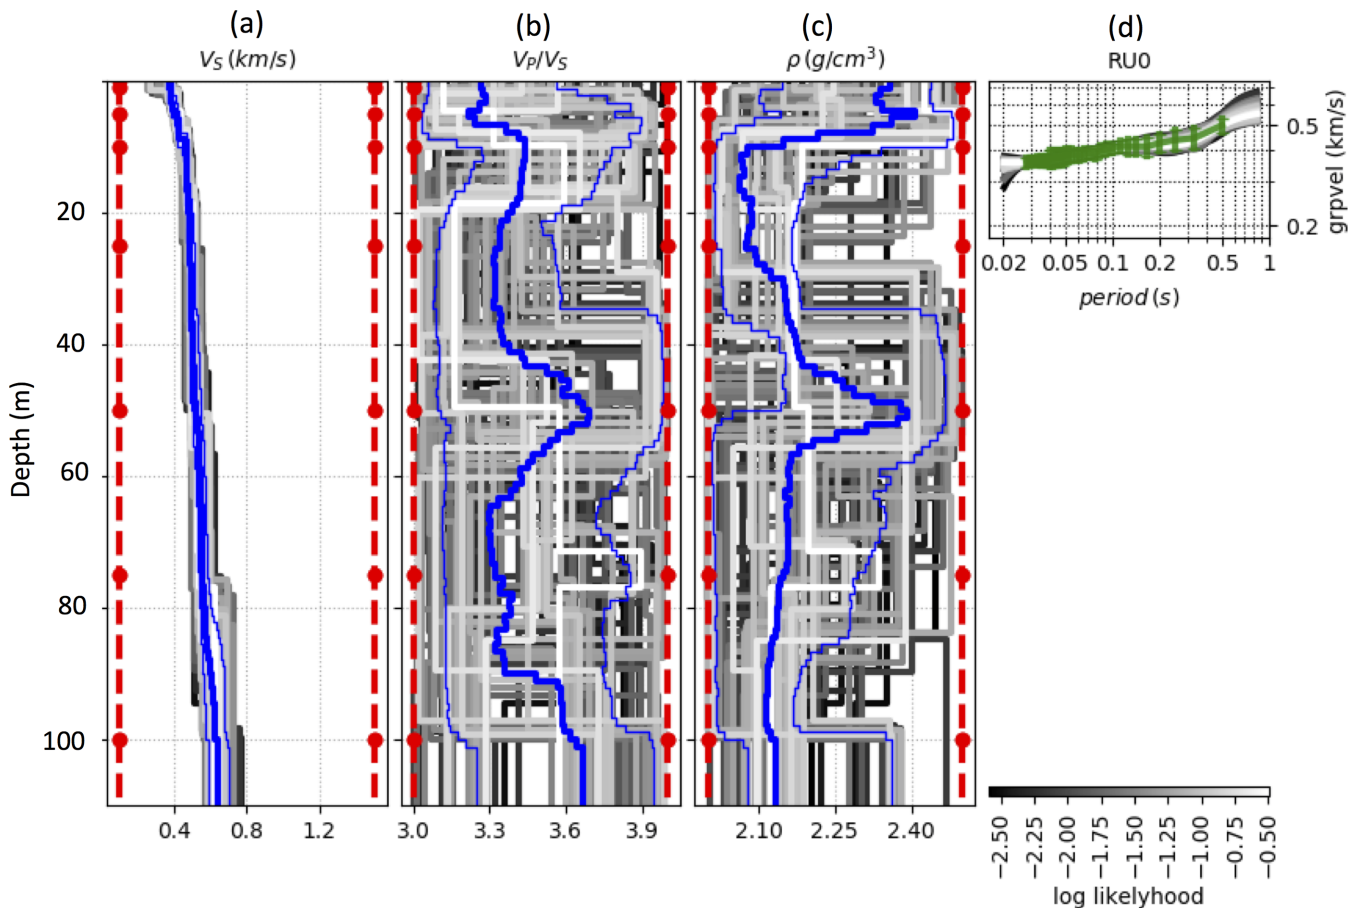 (a) (b) (c) (d)
V_S (km/s) V_P/V_S ρ (g/cm³) RU0
0.5
0.2
grpvel (km/s)
0.02 0.05 0.1 0.2 0.5 1
period (s)
20
40
60
80
100
Depth (m)
0.4 0.8 1.2 3.0 3.3 3.6 3.9 2.10 2.25 2.40
−2.50 −2.25 −2.00 −1.75 −1.50 −1.25 −1.00 −0.75 −0.50
log likelyhood